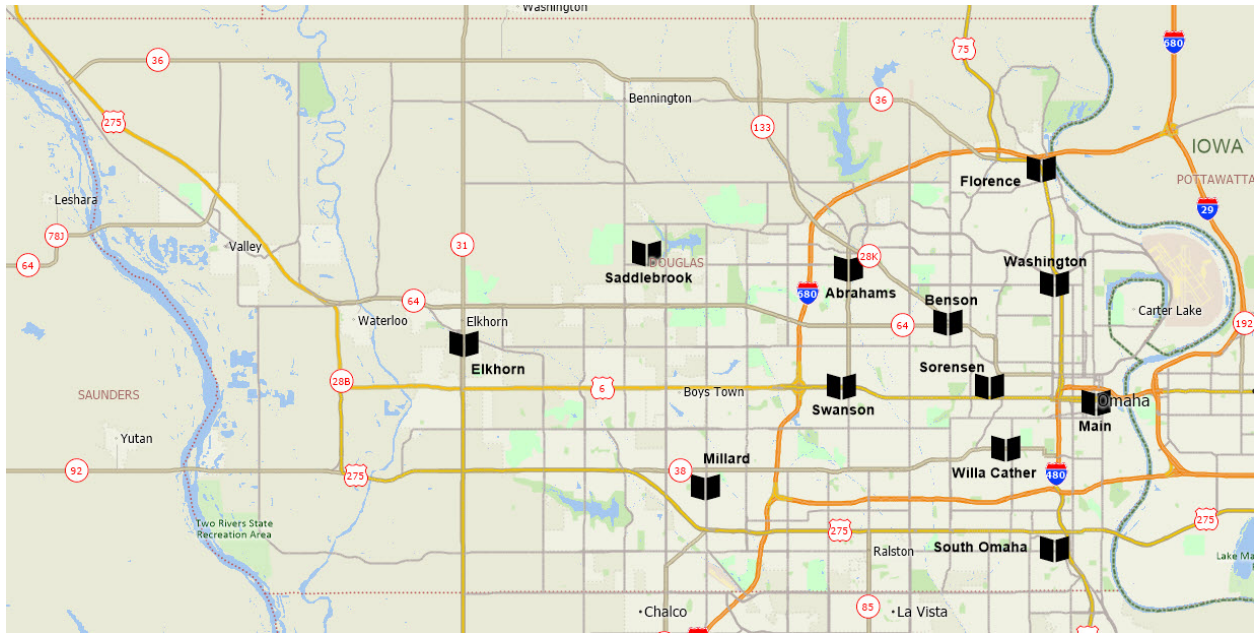 Washington
680
75
36
Bennington
36
275
133
IOWA
POTTAWATTA
Florence
Leshara
29
78J
Valley
31
DOUGLAS
28K
64
Saddlebrook
Washington
Abrahams
680
64
Benson
Carter Lake
Waterloo
Elkhorn
64
192
Elkhorn
Sorensen
28B
6
Boys Town
SAUNDERS
Swanson
Omaha
Main
Yutan
Millard
92
275
38
Willa Cather
480
Two Rivers State
Recreation Area
275
275
South Omaha
Ralston
Lake Ma
85
Chalco
La Vista